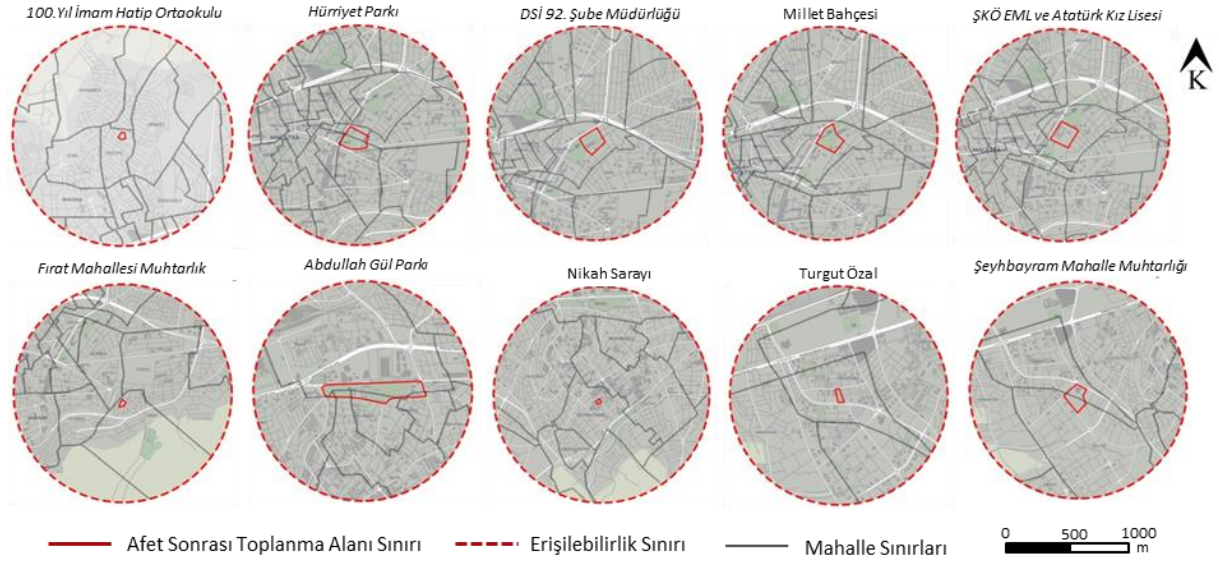 100.Yıl İmam Hatip Ortaokulu
Hürriyet Parkı
DSİ 92. Şube Müdürlüğü
Millet Bahçesi
ŞKÖ EML ve Atatürk Kız Lisesi
K
Fırat Mahallesi Muhtarlık
Abdullah Gül Parkı
Nikah Sarayı
Turgut Özal
Şeyhbayram Mahalle Muhtarlığı
Afet Sonrası Toplanma Alanı Sınırı
Erişilebilirlik Sınırı
Mahalle Sınırları
0 500 1000
m